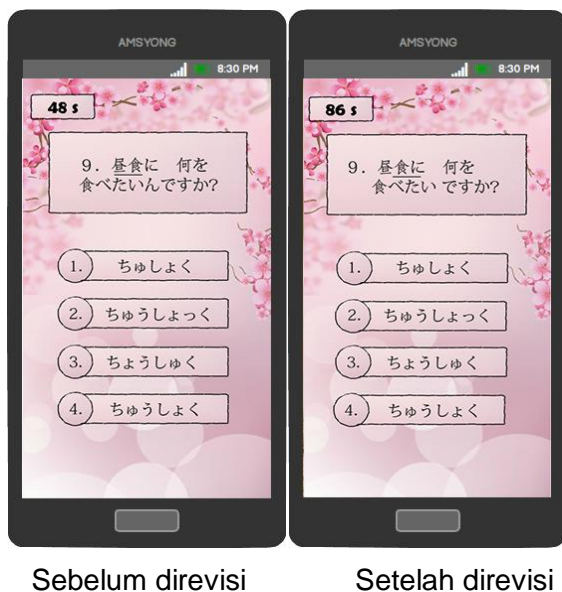 AMSYONG
8:30 PM
48 s
9. 昼食に 何を
食べたいんですか?
1. ちゅしょく
2. ちゅうしょっく
3. ちょうしゅく
4. ちゅうしょく
Sebelum direvisi
AMSYONG
8:30 PM
86 s
9. 昼食に 何を
食べたい ですか?
1. ちゅしょく
2. ちゅうしょっく
3. ちょうしゅく
4. ちゅうしょく
Setelah direvisi